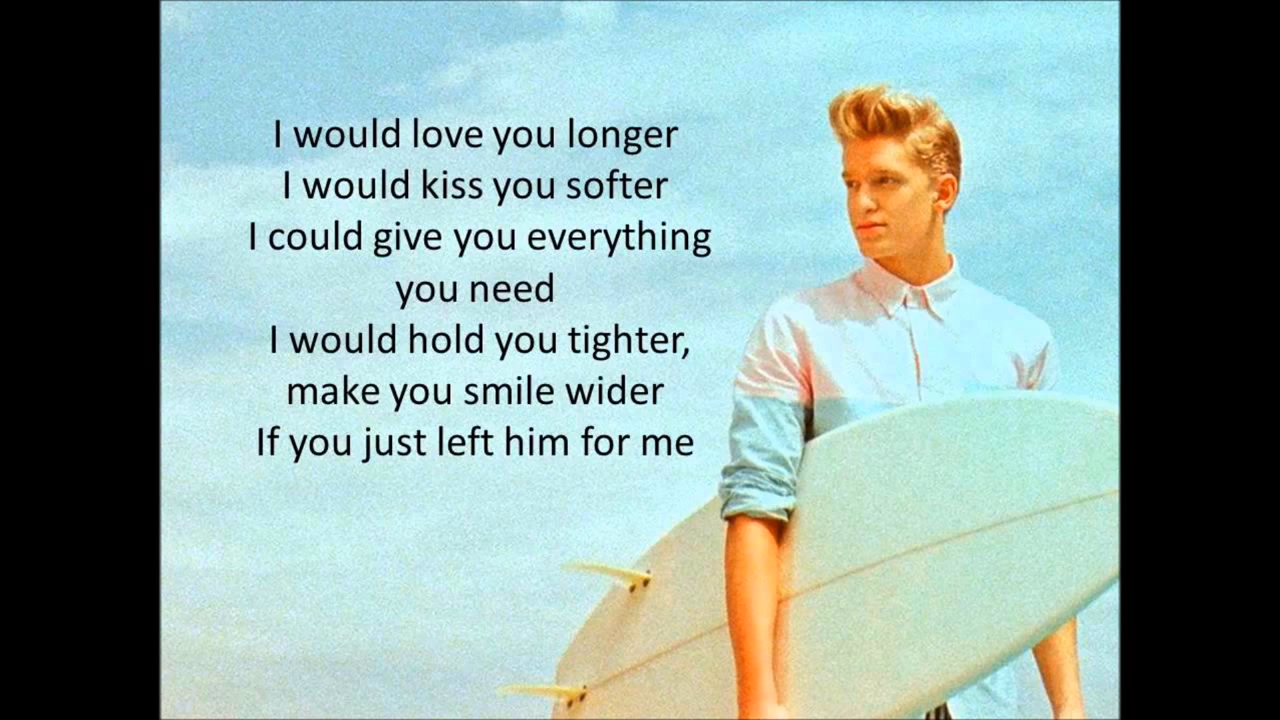 I would love you longer
I would kiss you softer
I could give you everything
you need
I would hold you tighter,
make you smile wider
If you just left him for me